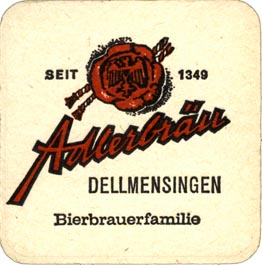 SEIT 1349
Adlerbräu
DELLMENSINGEN
Bierbrauerfamilie